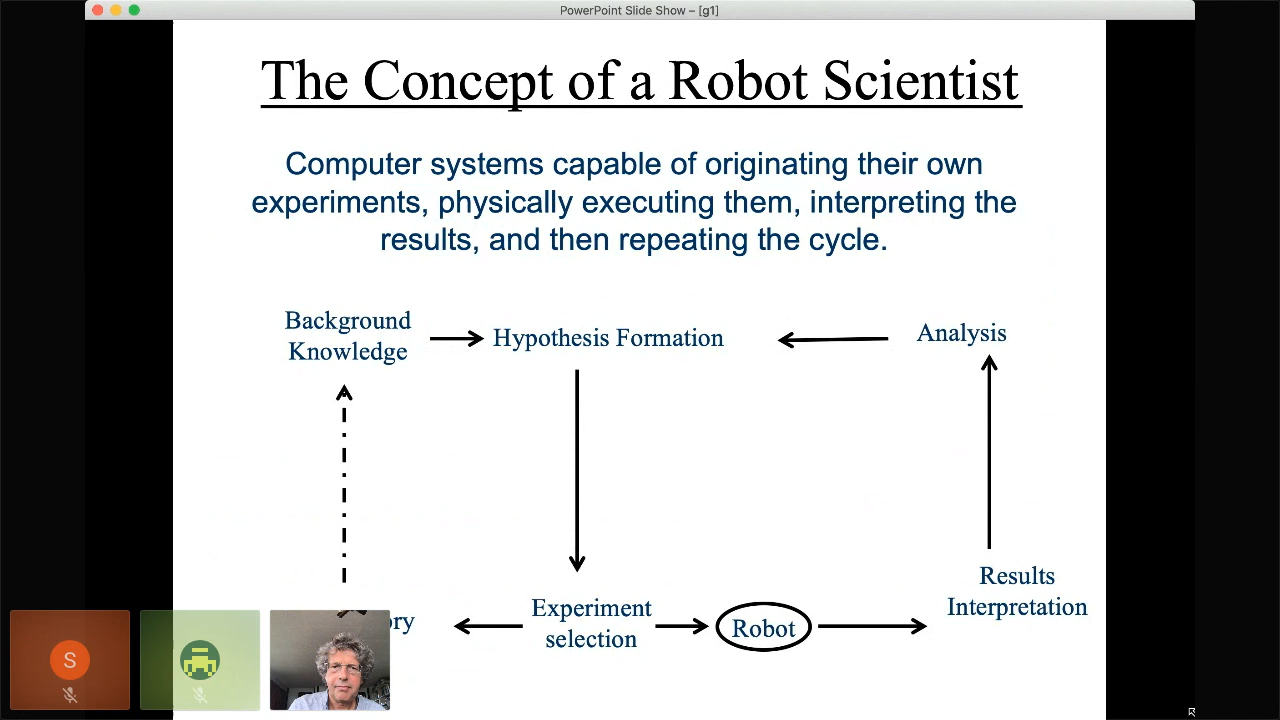 PowerPoint Slide Show – [g1]
The Concept of a Robot Scientist
Computer systems capable of originating their own
experiments, physically executing them, interpreting the
results, and then repeating the cycle.
Background
Knowledge
Hypothesis Formation
Analysis
Results
Interpretation
Experiment
selection
Robot
ory
S